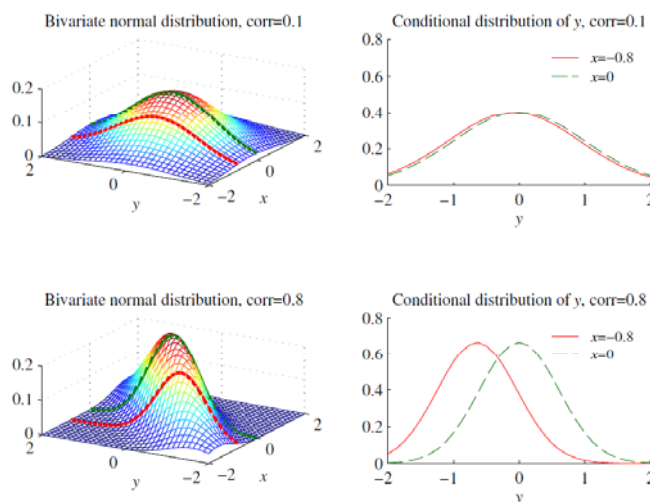 Bivariate normal distribution, corr=0.1
0.2
0.1
0
2
0
−2
y
−2
0
2
x
Conditional distribution of y, corr=0.1
0.8
0.6
0.4
0.2
0
−2
−1
0
1
2
y
x=−0.8
x=0
Bivariate normal distribution, corr=0.8
0.2
0.1
0
2
0
−2
y
−2
0
2
x
Conditional distribution of y, corr=0.8
0.8
0.6
0.4
0.2
0
−2
−1
0
1
2
y
x=−0.8
x=0